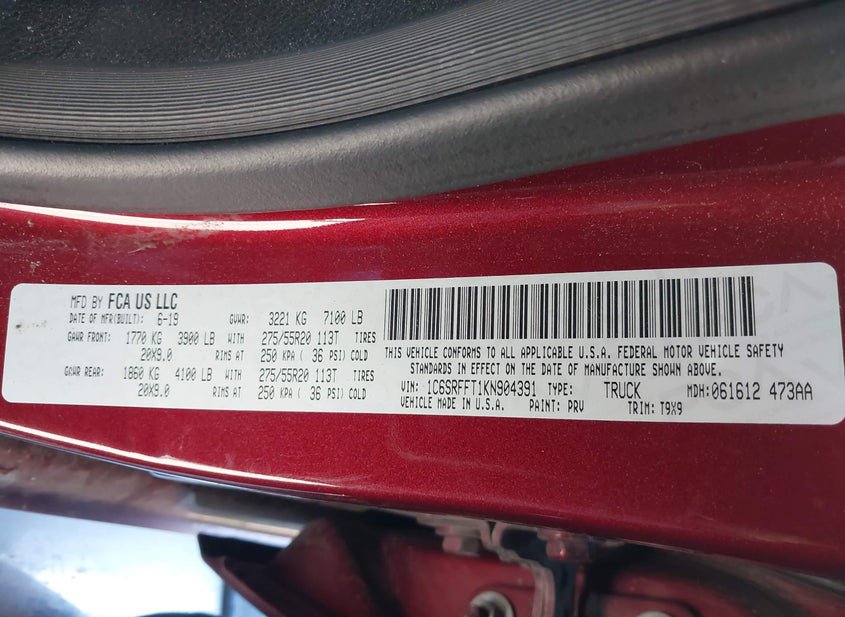 MFD BY FCA US LLC
DATE OF MFR(BUILT): 6-19 GVWR: 3221 KG 7100 LB
GAWR FRONT: 1770 KG 3900 LB WITH 275/55R20 113T TIRES
20X9.0 RIMS AT 250 KPA ( 36 PSI) COLD
GAWR REAR: 1860 KG 4100 LB WITH 275/55R20 113T TIRES
20X9.0 RIMS AT 250 KPA ( 36 PSI) COLD
THIS VEHICLE CONFORMS TO ALL APPLICABLE U.S.A. FEDERAL MOTOR VEHICLE SAFETY
STANDARDS IN EFFECT ON THE DATE OF MANUFACTURE SHOWN ABOVE.
VIN: 1C6SRFFT1KN904391 TYPE: TRUCK MDH: 061612 473AA
VEHICLE MADE IN U.S.A. PAINT: PRV TRIM: T9X9